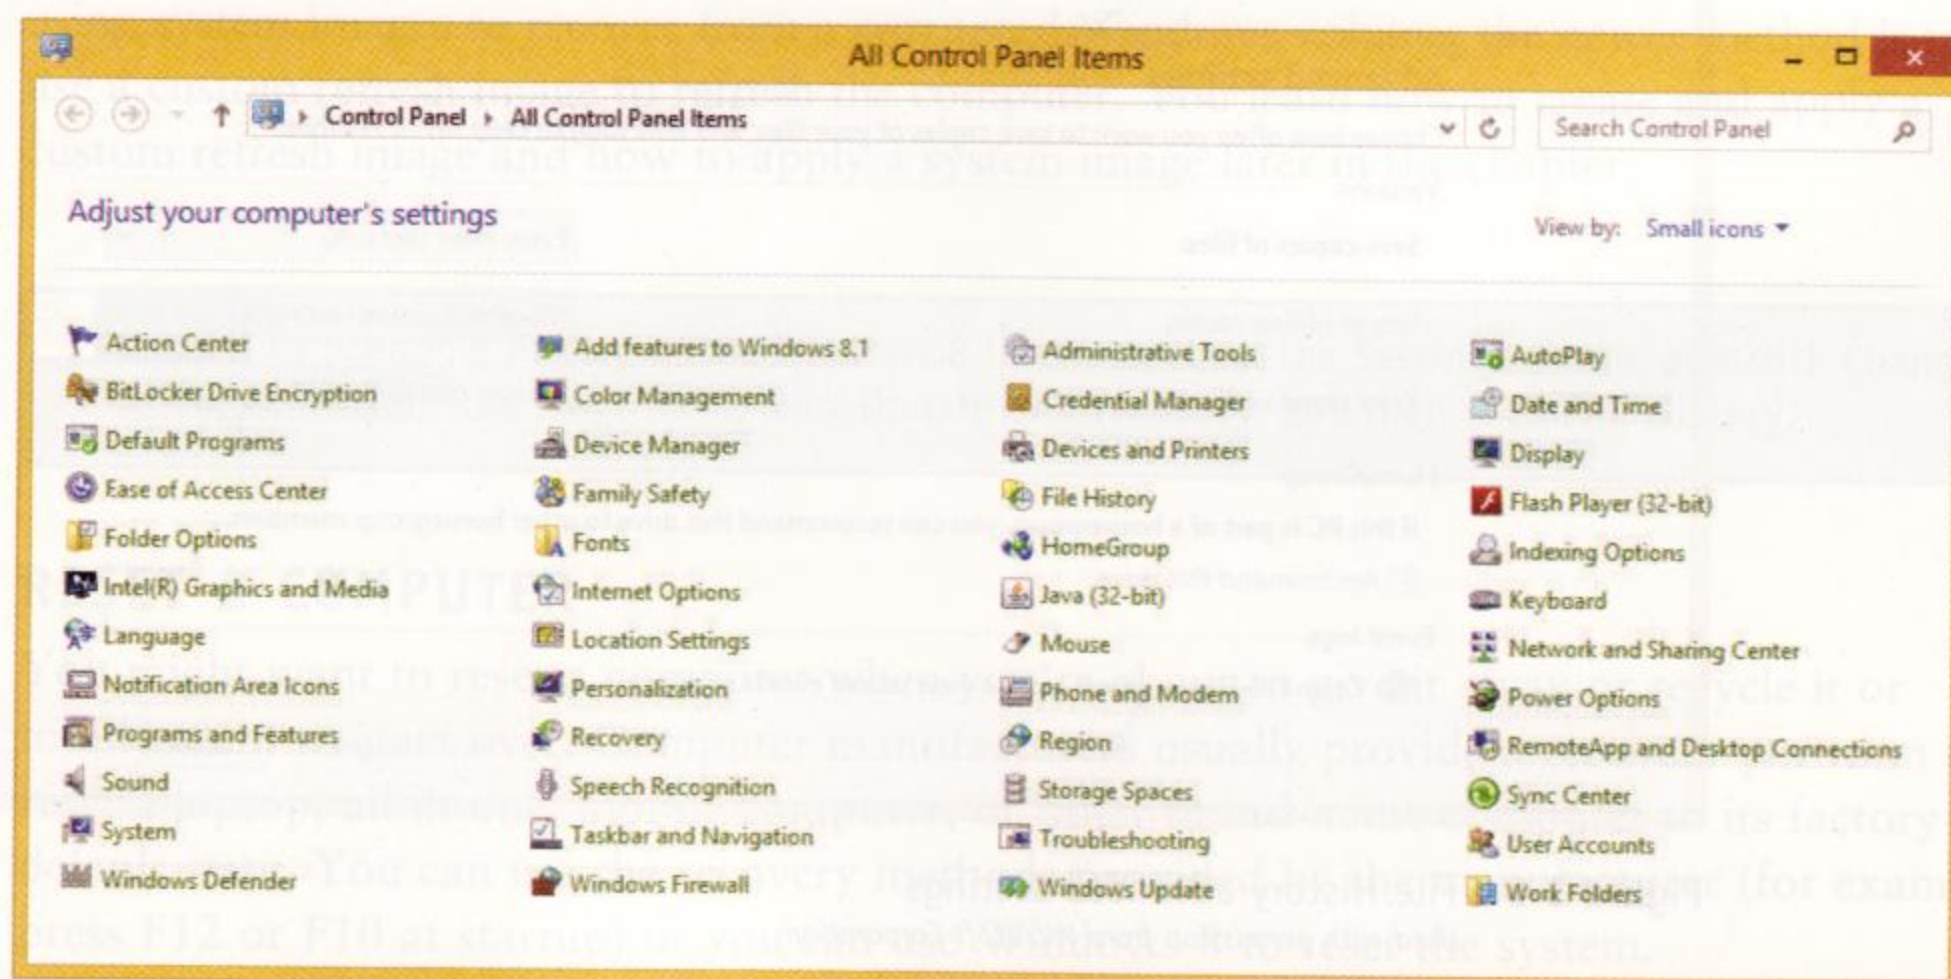 All Control Panel Items
Control Panel All Control Panel Items
Search Control Panel
Adjust your computer's settings
View by: Small icons
Action Center
Add features to Windows 8.1
Administrative Tools
AutoPlay
BitLocker Drive Encryption
Color Management
Credential Manager
Date and Time
Default Programs
Device Manager
Devices and Printers
Display
Ease of Access Center
Family Safety
File History
Flash Player (32-bit)
Folder Options
Fonts
HomeGroup
Indexing Options
Intel(R) Graphics and Media
Internet Options
Java (32-bit)
Keyboard
Language
Location Settings
Mouse
Network and Sharing Center
Notification Area Icons
Personalization
Phone and Modem
Power Options
Programs and Features
Recovery
Region
RemoteApp and Desktop Connections
Sound
Speech Recognition
Storage Spaces
Sync Center
System
Taskbar and Navigation
Troubleshooting
User Accounts
Windows Defender
Windows Firewall
Windows Update
Work Folders